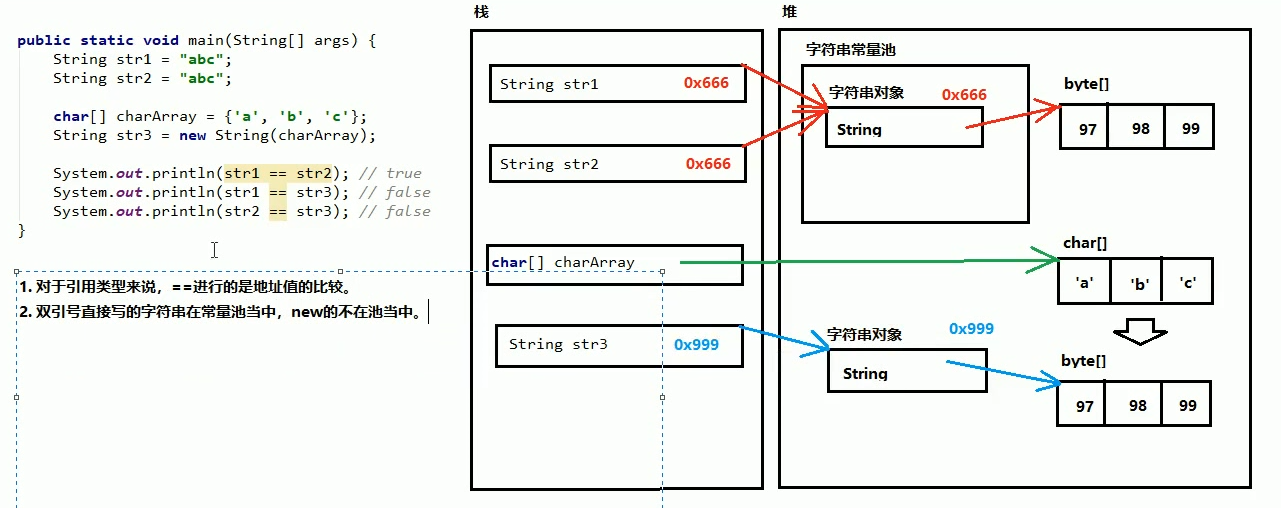 public static void main(String[] args) {
String str1 = "abc";
String str2 = "abc";
char[] charArray = {'a', 'b', 'c'};
String str3 = new String(charArray);
System.out.println(str1 == str2); // true
System.out.println(str1 == str3); // false
System.out.println(str2 == str3); // false
}
1. 对于引用类型来说，==进行的是地址值的比较。
2. 双引号直接写的字符串在常量池当中，new的不在池当中。
栈
String str1 0x666
String str2 0x666
char[] charArray
String str3 0x999
堆
字符串常量池
字符串对象 0x666
String
byte[]
97 98 99
char[]
'a' 'b' 'c'
字符串对象 0x999
String
byte[]
97 98 99